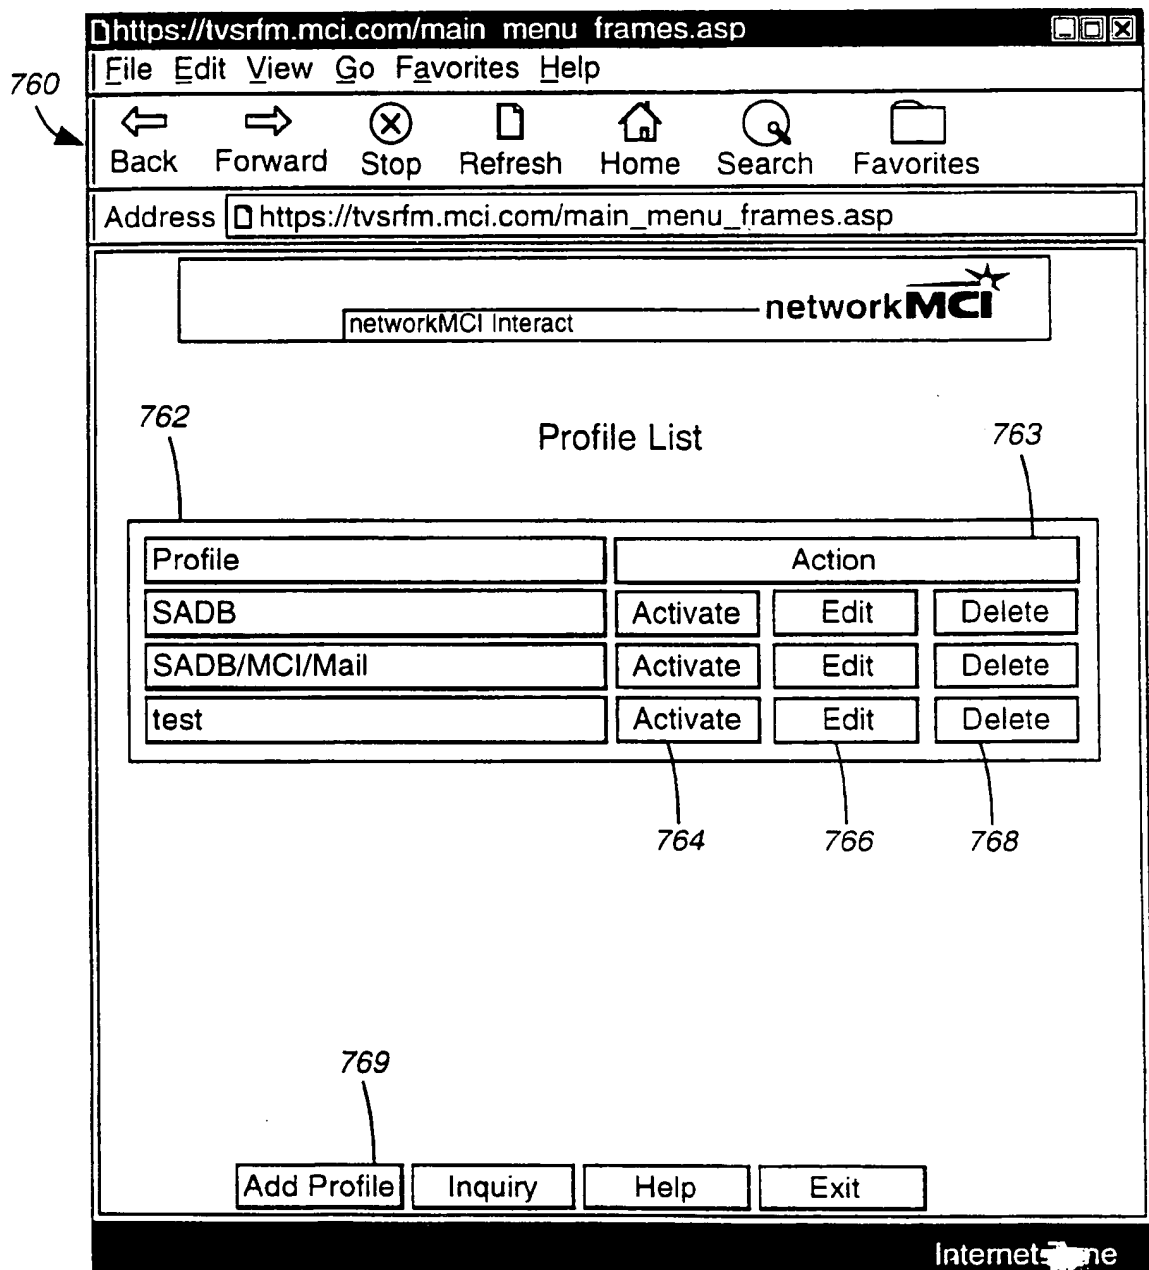 https://tvsrfm.mci.com/main menu frames.asp
760
File Edit View Go Favorites Help
Back Forward Stop Refresh Home Search Favorites
Address https://tvsrfm.mci.com/main_menu_frames.asp
networkMCI Interact
networkMCI
762
Profile List
763
Profile Action
SADB Activate Edit Delete
SADB/MCI/Mail Activate Edit Delete
test Activate Edit Delete
764 766 768
769
Add Profile Inquiry Help Exit
Internet